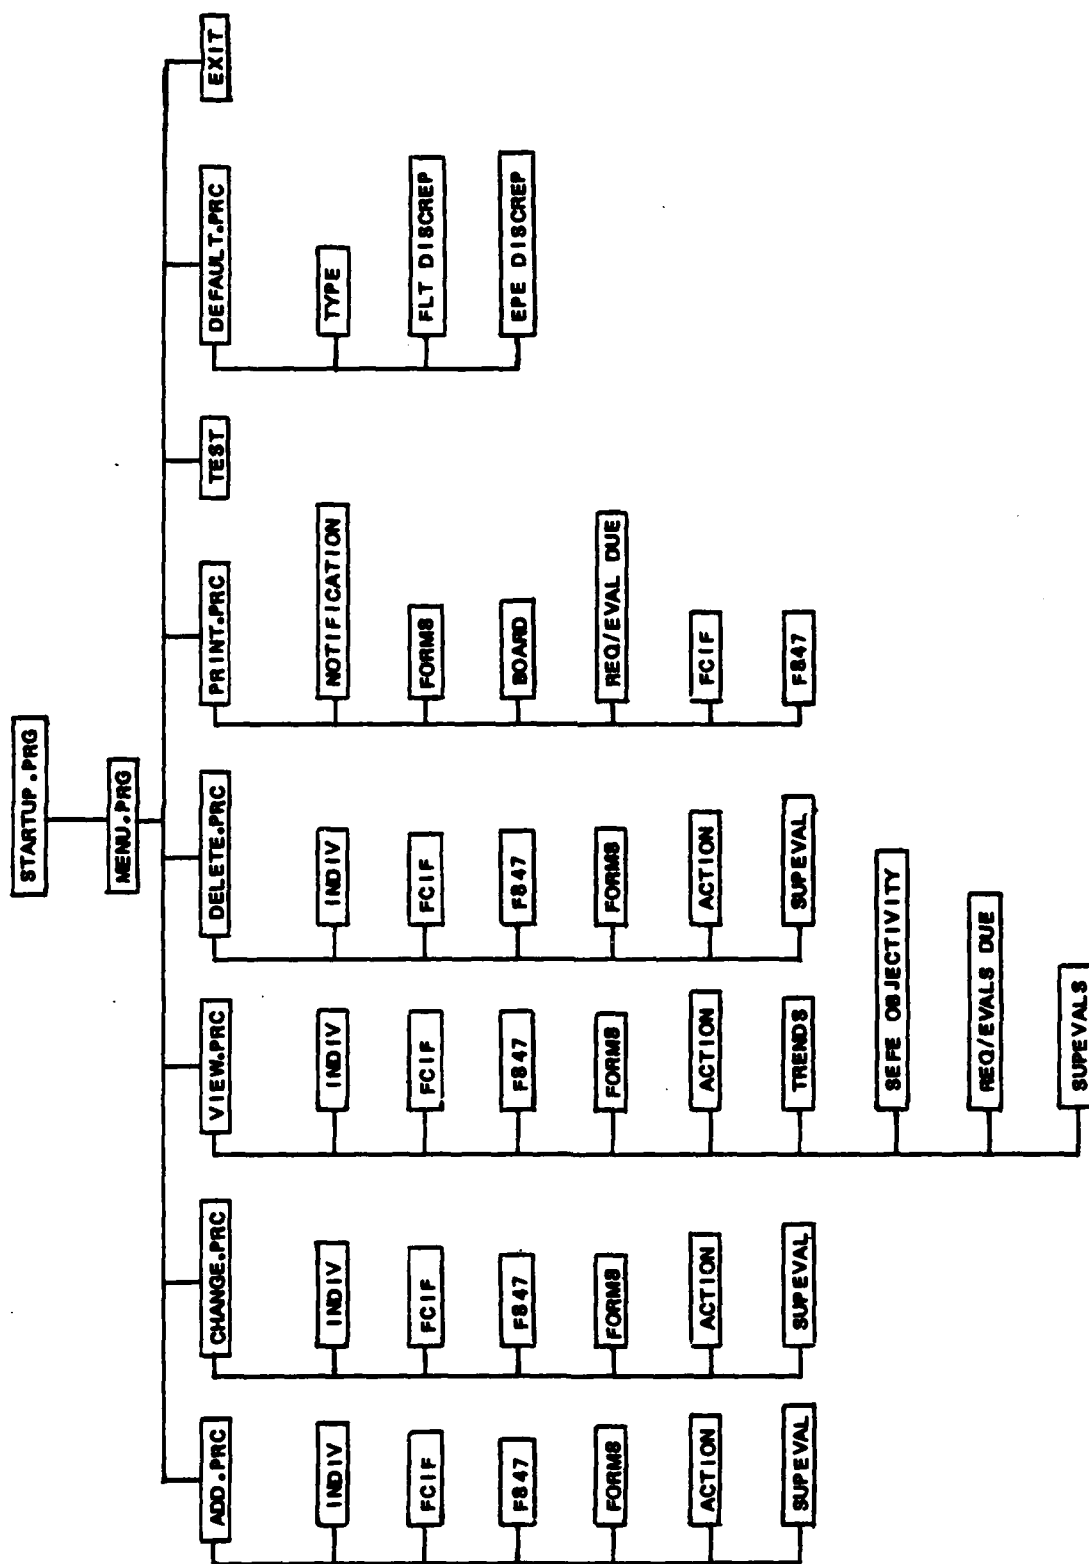 STARTUP.PRG
MENU.PRG
ADD.PRC
INDIV
FCIF
F847
FORMS
ACTION
SUPEVAL
CHANGE.PRC
INDIV
FCIF
F847
FORMS
ACTION
SUPEVAL
VIEW.PRC
INDIV
FCIF
F847
FORMS
ACTION
TRENDS
SEFE OBJECTIVITY
REQ/EVALS DUE
SUPEVALS
DELETE.PRC
INDIV
FCIF
F847
FORMS
ACTION
SUPEVAL
PRINT.PRC
NOTIFICATION
FORMS
BOARD
REQ/EVAL DUE
FCIF
F847
TEST
DEFAULT.PRC
TYPE
FLT DISCREP
EPE DISCREP
EXIT